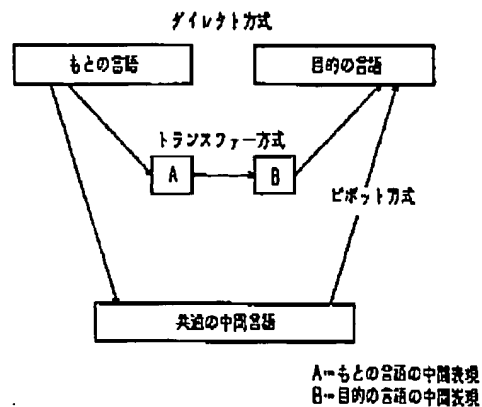 ダイレクト方式
もとの言語
目的の言語
トランスファー方式
A
B
ピボット方式
共通の中間言語
A…もとの言語の中間表現
B…目的の言語の中間表現